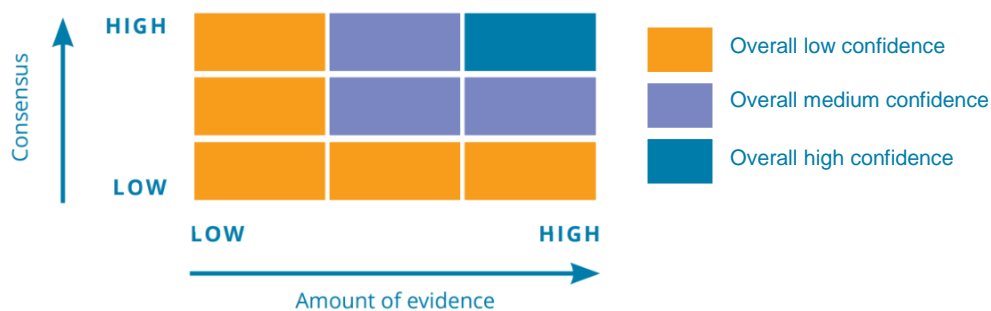 HIGH
Consensus
LOW
LOW
HIGH
Amount of evidence
Overall low confidence
Overall medium confidence
Overall high confidence